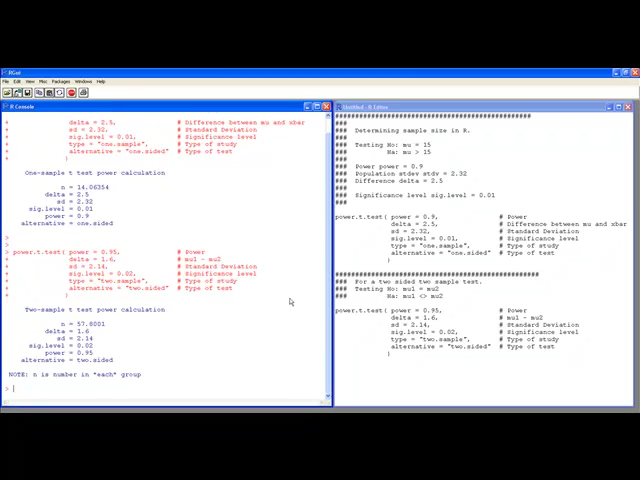 RGui
File Edit View Misc Packages Windows Help
R Console
+ delta = 2.5, # Difference between mu and xbar
+ sd = 2.32, # Standard Deviation
+ sig.level = 0.01, # Significance level
+ type = "one.sample", # Type of study
+ alternative = "one.sided" # Type of test
+ )
One-sample t test power calculation
n = 14.06354
delta = 2.5
sd = 2.32
sig.level = 0.01
power = 0.9
alternative = one.sided
>
>
power.t.test( power = 0.95, # Power
+ delta = 1.6, # mu1 - mu2
+ sd = 2.14, # Standard Deviation
+ sig.level = 0.02, # Significance level
+ type = "two.sample", # Type of study
+ alternative = "two.sided" # Type of test
+ )
Two-sample t test power calculation
n = 57.8001
delta = 1.6
sd = 2.14
sig.level = 0.02
power = 0.95
alternative = two.sided
NOTE: n is number in *each* group
>
Untitled - R Editor
###################################################
###
### Determining sample size in R.
###
### Testing Ho: mu = 15
### Ha: mu > 15
###
### Power power = 0.9
### Population stdev stdev = 2.32
### Difference delta = 2.5
###
### Significance level sig.level = 0.01
###
power.t.test( power = 0.9, # Power
delta = 2.5, # Difference between mu and xbar
sd = 2.32, # Standard Deviation
sig.level = 0.01, # Significance level
type = "one.sample", # Type of study
alternative = "one.sided" # Type of test
)
#####################################################
### For a two sided two sample test.
### Testing Ho: mu1 = mu2
### Ha: mu1 <> mu2
power.t.test( power = 0.95, # Power
delta = 1.6, # mu1 - mu2
sd = 2.14, # Standard Deviation
sig.level = 0.02, # Significance level
type = "two.sample", # Type of study
alternative = "two.sided" # Type of test
)